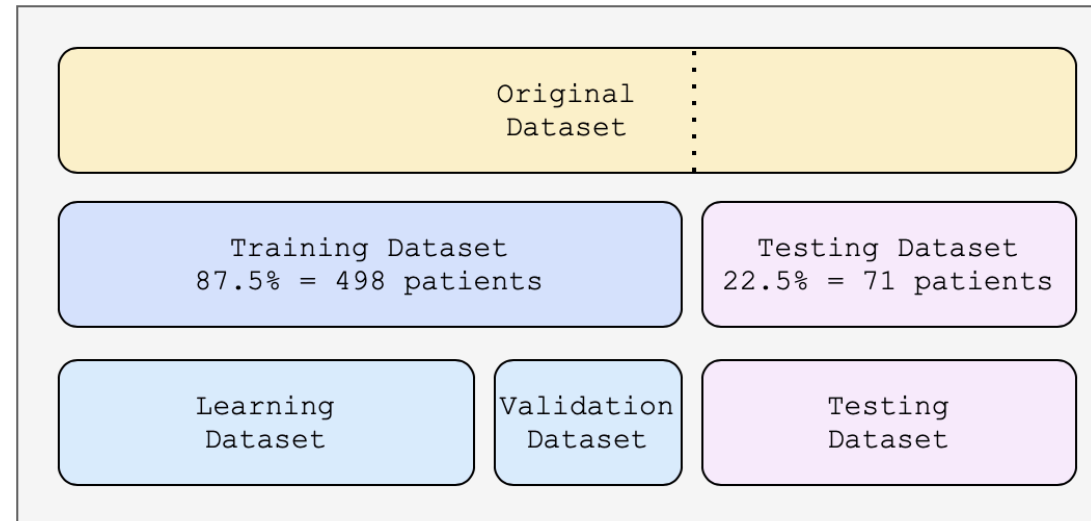 Original
Dataset
Training Dataset
87.5% = 498 patients
Testing Dataset
22.5% = 71 patients
Learning
Dataset
Validation
Dataset
Testing
Dataset